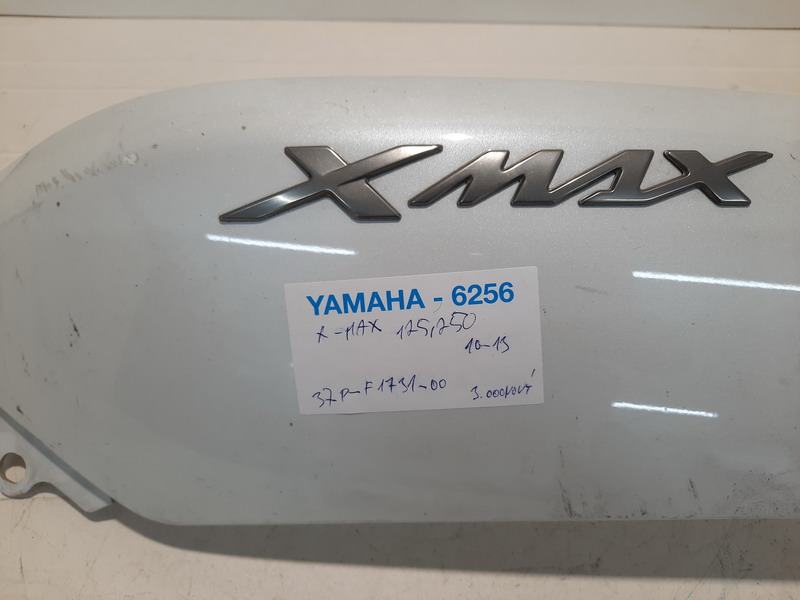 XMAX
YAMAHA - 6256
X-MAX 125,250
10-13
37P-F1731-00 3.000